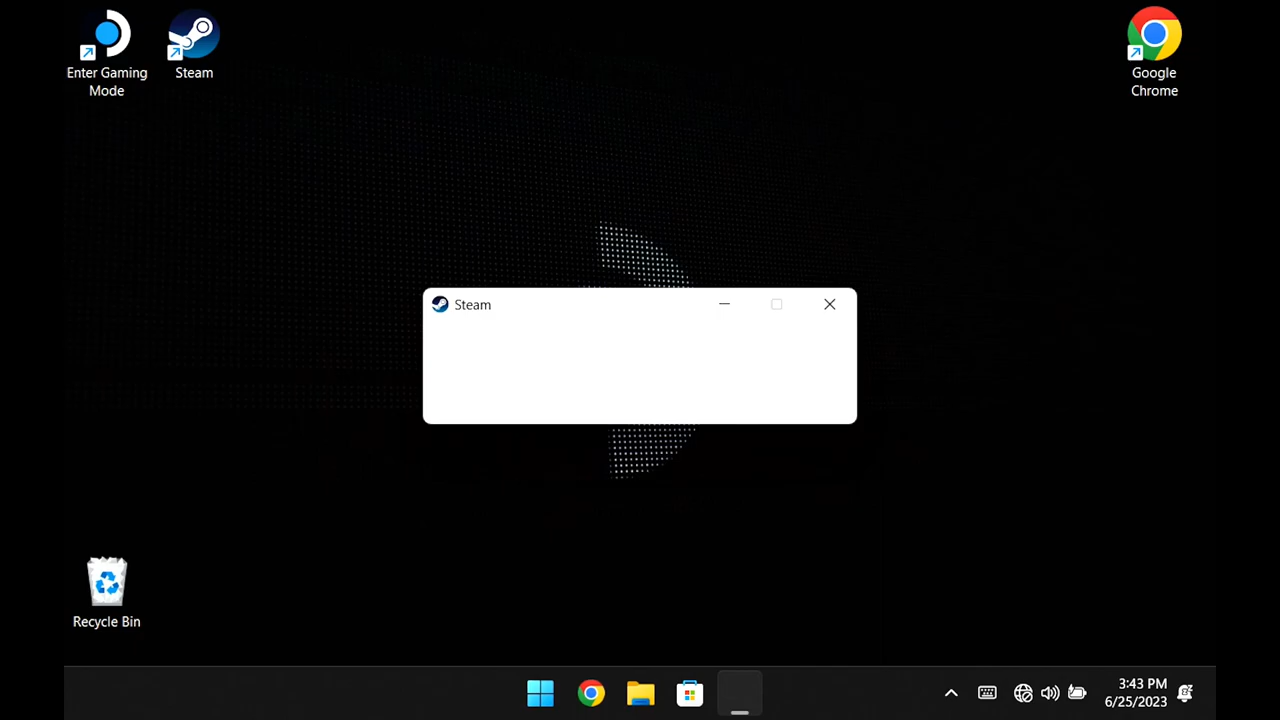 Enter Gaming
Mode
Steam
Google
Chrome
Steam
Recycle Bin
3:43 PM
6/25/2023